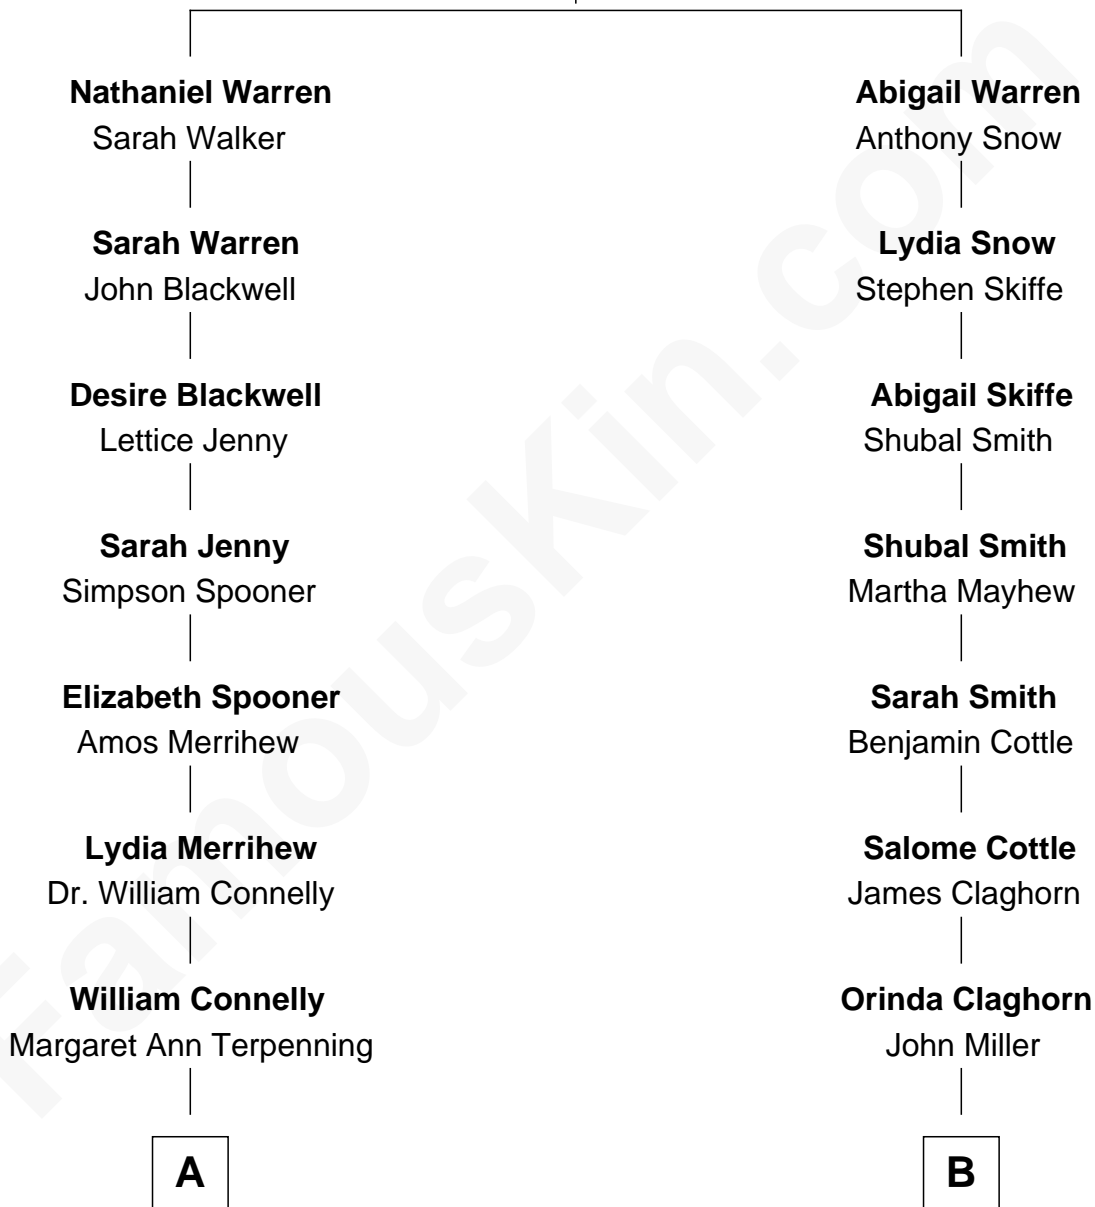 Nathaniel Warren
Sarah Walker
Sarah Warren
John Blackwell
Desire Blackwell
Lettice Jenny
Sarah Jenny
Simpson Spooner
Elizabeth Spooner
Amos Merrihew
Lydia Merrihew
Dr. William Connelly
William Connelly
Margaret Ann Terpenning
A
Abigail Warren
Anthony Snow
Lydia Snow
Stephen Skiffe
Abigail Skiffe
Shubal Smith
Shubal Smith
Martha Mayhew
Sarah Smith
Benjamin Cottle
Salome Cottle
James Claghorn
Orinda Claghorn
John Miller
B
FamousKin.com